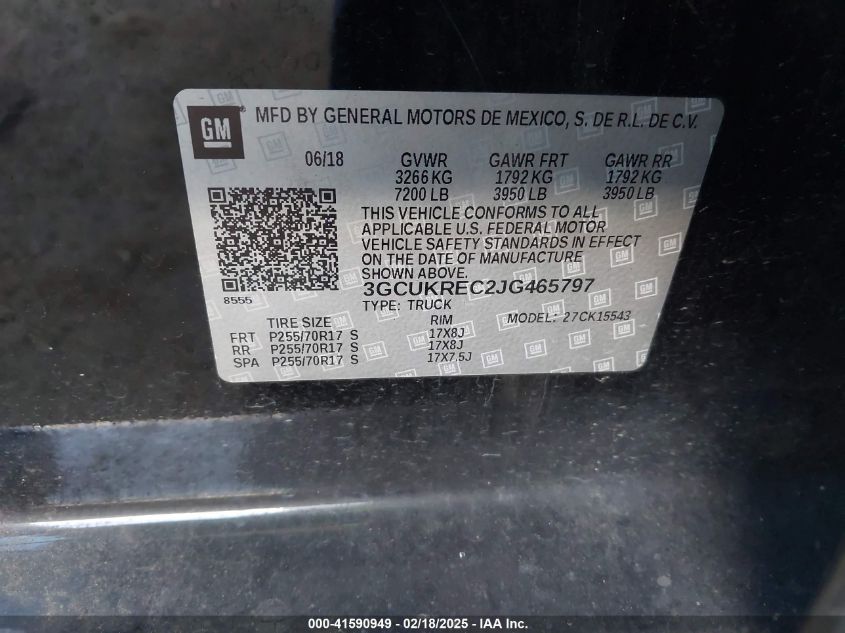 GM MFD BY GENERAL MOTORS DE MEXICO, S. DE R.L. DE C.V.
06/18 GVWR GAWR FRT GAWR RR
3266 KG 1792 KG 1792 KG
7200 LB 3950 LB 3950 LB
THIS VEHICLE CONFORMS TO ALL
APPLICABLE U.S. FEDERAL MOTOR
VEHICLE SAFETY STANDARDS IN EFFECT
ON THE DATE OF MANUFACTURE
SHOWN ABOVE.
8555
3GCUKREC2JG465797
TYPE: TRUCK
TIRE SIZE RIM MODEL: 27CK15543
FRT P255/70R17 S 17X8J
RR P255/70R17 S 17X8J
SPA P255/70R17 S 17X7.5J
000-41590949 - 02/18/2025 - IAA Inc.